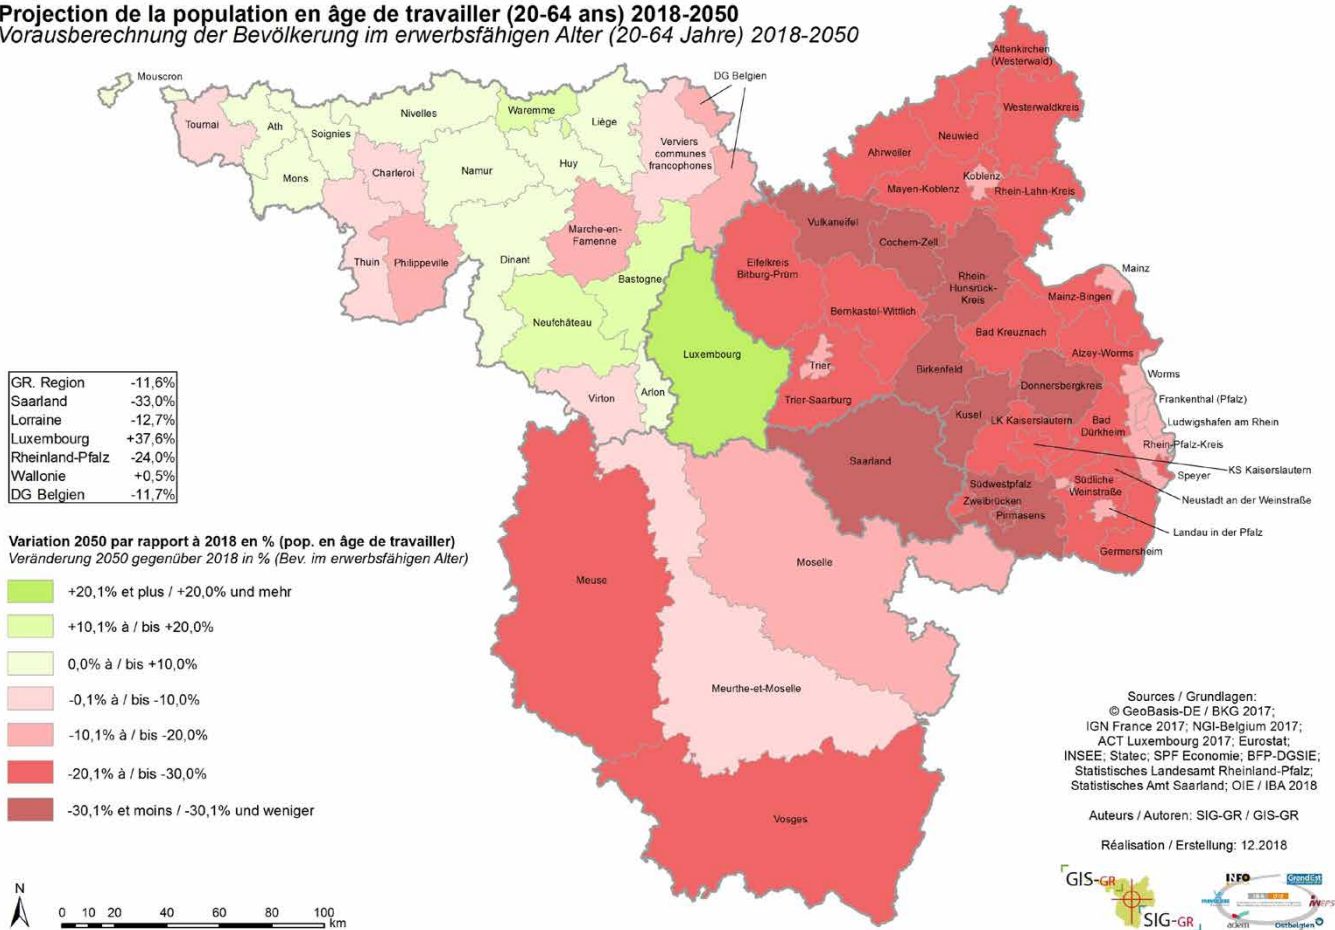 Projection de la population en âge de travailler (20-64 ans) 2018-2050
Vorausberechnung der Bevölkerung im erwerbsfähigen Alter (20-64 Jahre) 2018-2050
Mouscron
Tournai
Ath
Soignies
Nivelles
Waremme
Liège
DG Belgien
Verviers
communes
francophones
Mons
Charleroi
Namur
Huy
Thuin
Philippeville
Dinant
Marche-en-
Famenne
Bastogne
Neufchâteau
Virton
Arlon
Luxembourg
Altenkirchen
(Westerwald)
Westerwaldkreis
Neuwied
Ahrweiler
Koblenz
Mayen-Koblenz
Rhein-Lahn-Kreis
Vulkaneifel
Cochem-Zell
Eifelkreis
Bitburg-Prüm
Rhein-
Hunsrück-
Kreis
Mainz
Mainz-Bingen
Bernkastel-Wittlich
Bad Kreuznach
Alzey-Worms
Trier
Trier-Saarburg
Birkenfeld
Donnersbergkreis
Worms
Frankenthal (Pfalz)
Kusel
LK Kaiserslautern
Bad
Dürkheim
Ludwigshafen am Rhein
Rhein-Pfalz-Kreis
KS Kaiserslautern
Saarland
Südwestpfalz
Zweibrücken
Pirmasens
Südliche
Weinstraße
Speyer
Neustadt an der Weinstraße
Landau in der Pfalz
Germersheim
Meuse
Moselle
Meurthe-et-Moselle
Vosges
GR. Region -11,6%
Saarland -33,0%
Lorraine -12,7%
Luxembourg +37,6%
Rheinland-Pfalz -24,0%
Wallonie +0,5%
DG Belgien -11,7%
Variation 2050 par rapport à 2018 en % (pop. en âge de travailler)
Veränderung 2050 gegenüber 2018 in % (Bev. im erwerbsfähigen Alter)
+20,1% et plus / +20,0% und mehr
+10,1% à / bis +20,0%
0,0% à / bis +10,0%
-0,1% à / bis -10,0%
-10,1% à / bis -20,0%
-20,1% à / bis -30,0%
-30,1% et moins / -30,1% und weniger
N
0 10 20 40 60 80 100
km
Sources / Grundlagen:
© GeoBasis-DE / BKG 2017;
IGN France 2017; NGI-Belgium 2017;
ACT Luxembourg 2017; Eurostat;
INSEE; Statec; SPF Economie; BFP-DGSIE;
Statistisches Landesamt Rheinland-Pfalz;
Statistisches Amt Saarland; OIE / IBA 2018
Auteurs / Autoren: SIG-GR / GIS-GR
Réalisation / Erstellung: 12.2018
GIS-GR
SIG-GR
INFO
GrandEst
IWEPS
adem
Ostbelgien